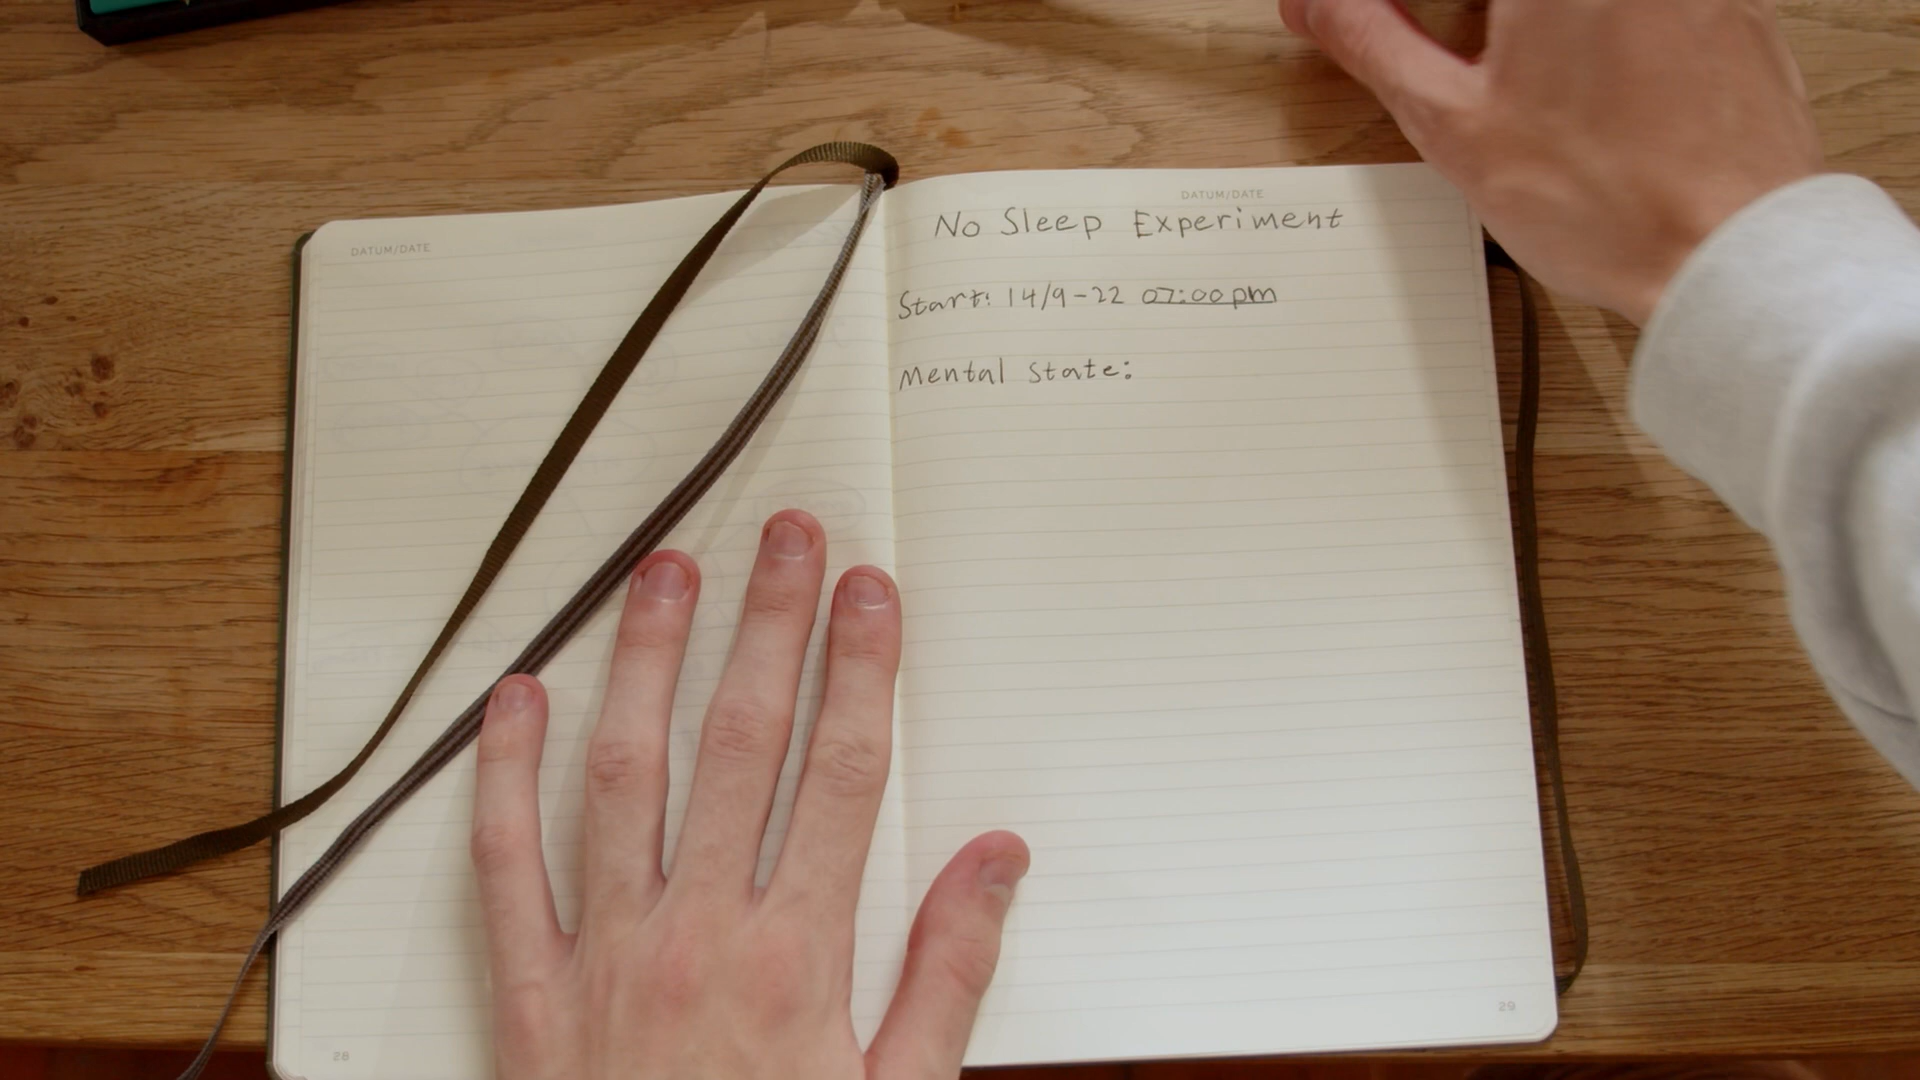 DATUM/DATE
28
DATUM/DATE
No Sleep Experiment
Start: 14/9-22 07:00pm
Mental state:
29